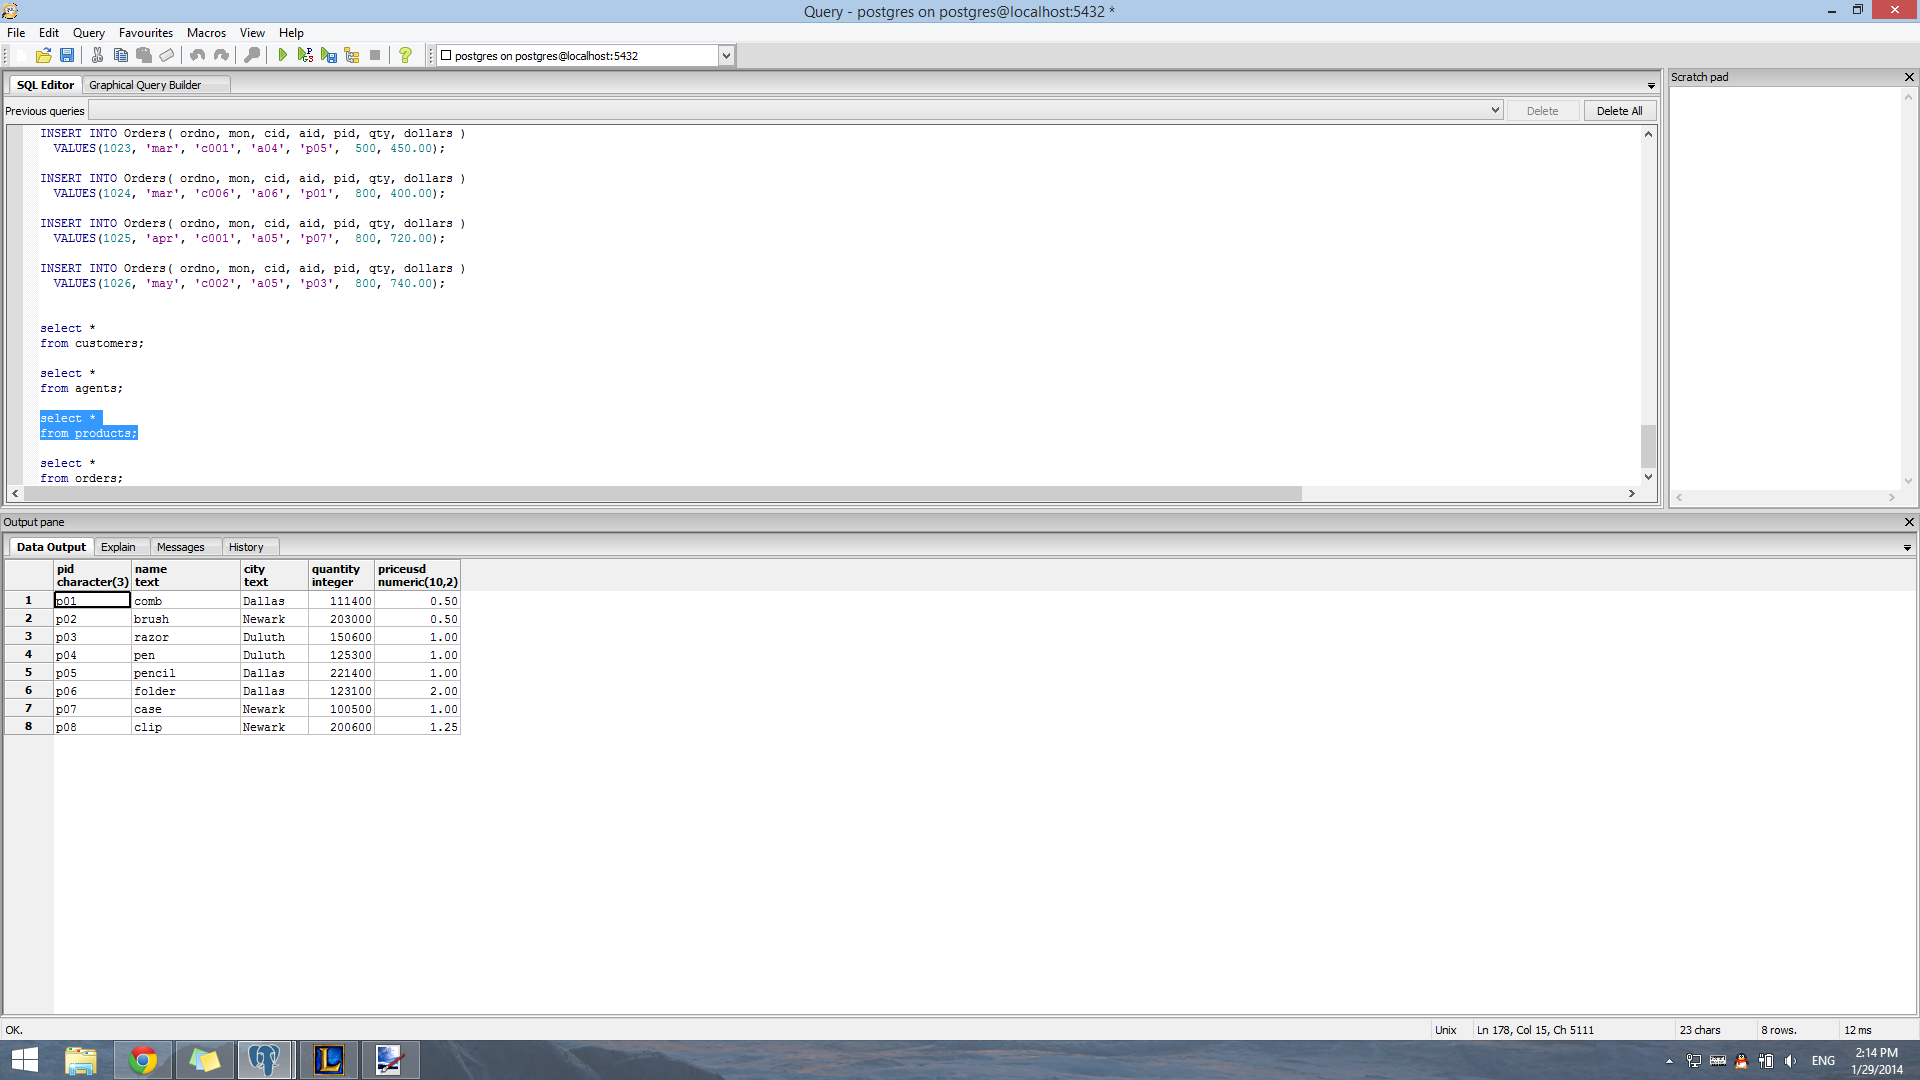 Query - postgres on postgres@localhost:5432 *
File Edit Query Favourites Macros View Help
postgres on postgres@localhost:5432
SQL Editor Graphical Query Builder
Scratch pad
Previous queries Delete Delete All
INSERT INTO Orders( ordno, mon, cid, aid, pid, qty, dollars )
VALUES(1023, 'mar', 'c001', 'a04', 'p05', 500, 450.00);
INSERT INTO Orders( ordno, mon, cid, aid, pid, qty, dollars )
VALUES(1024, 'mar', 'c006', 'a06', 'p01', 800, 400.00);
INSERT INTO Orders( ordno, mon, cid, aid, pid, qty, dollars )
VALUES(1025, 'apr', 'c001', 'a05', 'p07', 800, 720.00);
INSERT INTO Orders( ordno, mon, cid, aid, pid, qty, dollars )
VALUES(1026, 'may', 'c002', 'a05', 'p03', 800, 740.00);
select *
from customers;
select *
from agents;
select *
from products;
select *
from orders;
Output pane
Data Output Explain Messages History
pid name city quantity priceusd
character(3) text text integer numeric(10,2)
1 p01 comb Dallas 111400 0.50
2 p02 brush Newark 203000 0.50
3 p03 razor Duluth 150600 1.00
4 p04 pen Duluth 125300 1.00
5 p05 pencil Dallas 221400 1.00
6 p06 folder Dallas 123100 2.00
7 p07 case Newark 100500 1.00
8 p08 clip Newark 200600 1.25
OK. Unix Ln 178, Col 15, Ch 5111 23 chars 8 rows. 12 ms
ENG 2:14 PM
1/29/2014